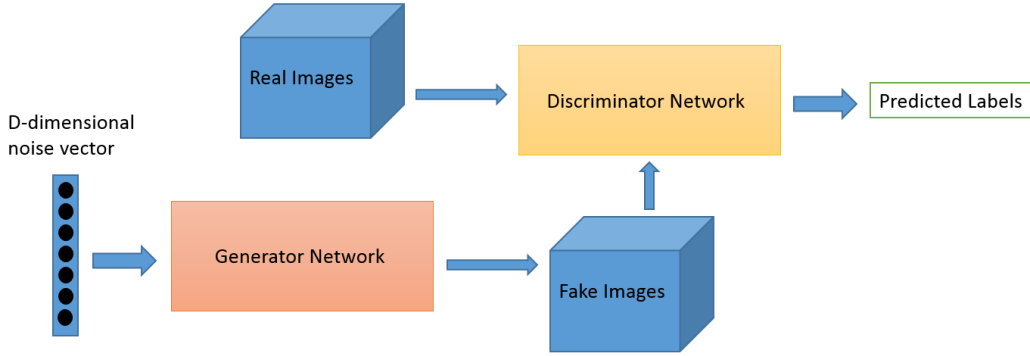 Real Images
Discriminator Network
Predicted Labels
D-dimensional
noise vector
Generator Network
Fake Images